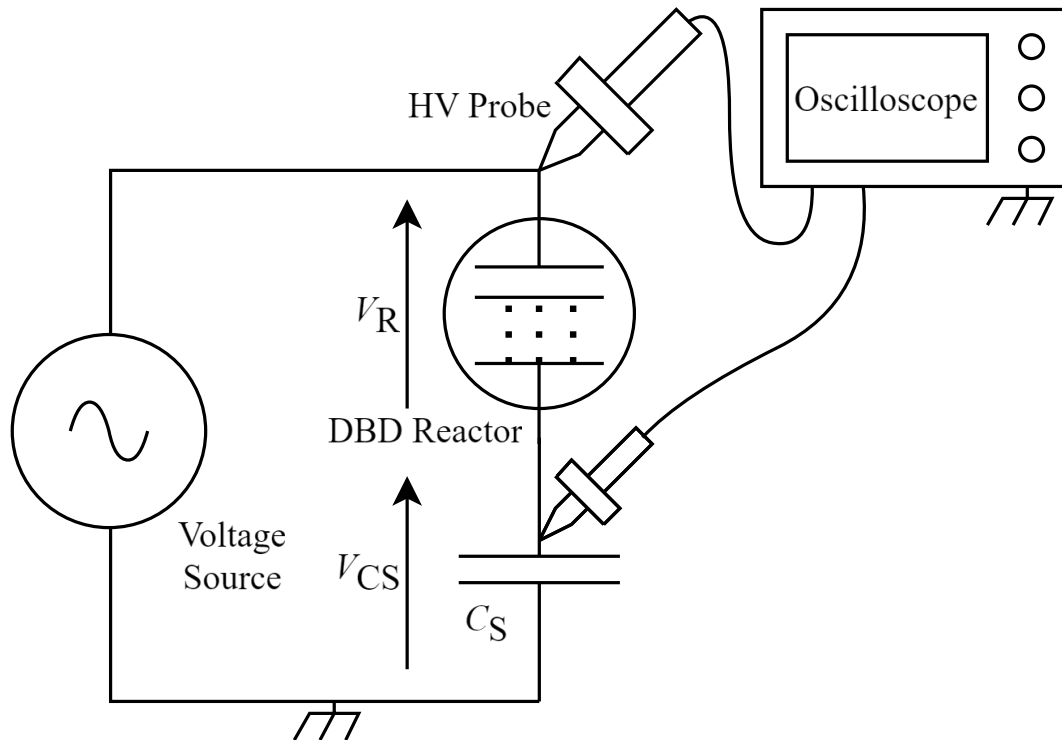 HV Probe
Oscilloscope
VR
DBD Reactor
Voltage
Source
VCS
CS